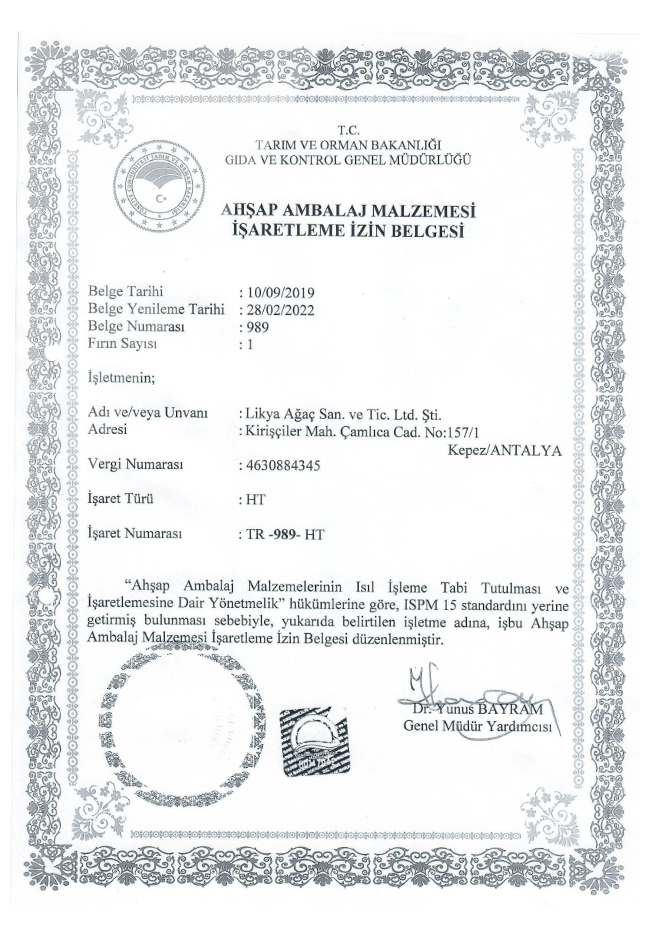 T.C.
TARIM VE ORMAN BAKANLIĞI
GIDA VE KONTROL GENEL MÜDÜRLÜĞÜ
AHŞAP AMBALAJ MALZEMESİ
İŞARETLEME İZİN BELGESİ
Belge Tarihi : 10/09/2019
Belge Yenileme Tarihi : 28/02/2022
Belge Numarası : 989
Fırın Sayısı : 1
İşletmenin;
Adı ve/veya Unvanı : Likya Ağaç San. ve Tic. Ltd. Şti.
Adresi : Kirişçiler Mah. Çamlıca Cad. No:157/1
Kepez/ANTALYA
Vergi Numarası : 4630884345
İşaret Türü : HT
İşaret Numarası : TR -989- HT
“Ahşap Ambalaj Malzemelerinin Isıl İşleme Tabi Tutulması ve
İşaretlemesine Dair Yönetmelik” hükümlerine göre, ISPM 15 standardını yerine
getirmiş bulunması sebebiyle, yukarıda belirtilen işletme adına, işbu Ahşap
Ambalaj Malzemesi İşaretleme İzin Belgesi düzenlenmiştir.
Dr. Yunus BAYRAM
Genel Müdür Yardımcısı